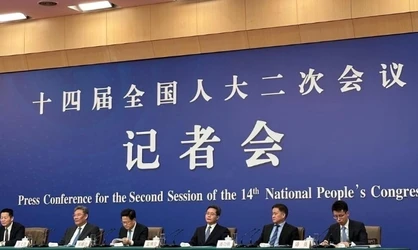 十四届全国人大二次会议
记者会
Press Conference for the Second Session of the 14th National People's Congress